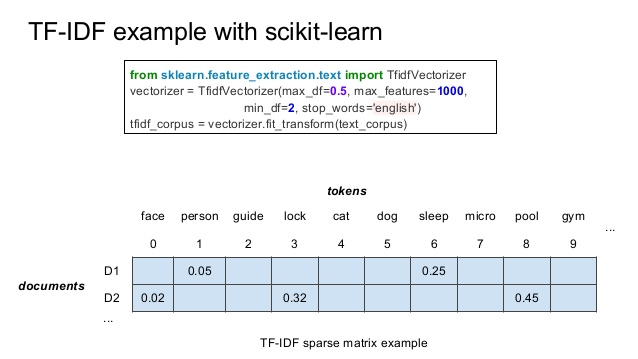 TF-IDF example with scikit-learn
from sklearn.feature_extraction.text import TfidfVectorizer
vectorizer = TfidfVectorizer(max_df=0.5, max_features=1000,
min_df=2, stop_words='english')
tfidf_corpus = vectorizer.fit_transform(text_corpus)
tokens
face person guide lock cat dog sleep micro pool gym
...
0 1 2 3 4 5 6 7 8 9
D1 0.05 0.25
documents
D2 0.02 0.32 0.45
...
TF-IDF sparse matrix example